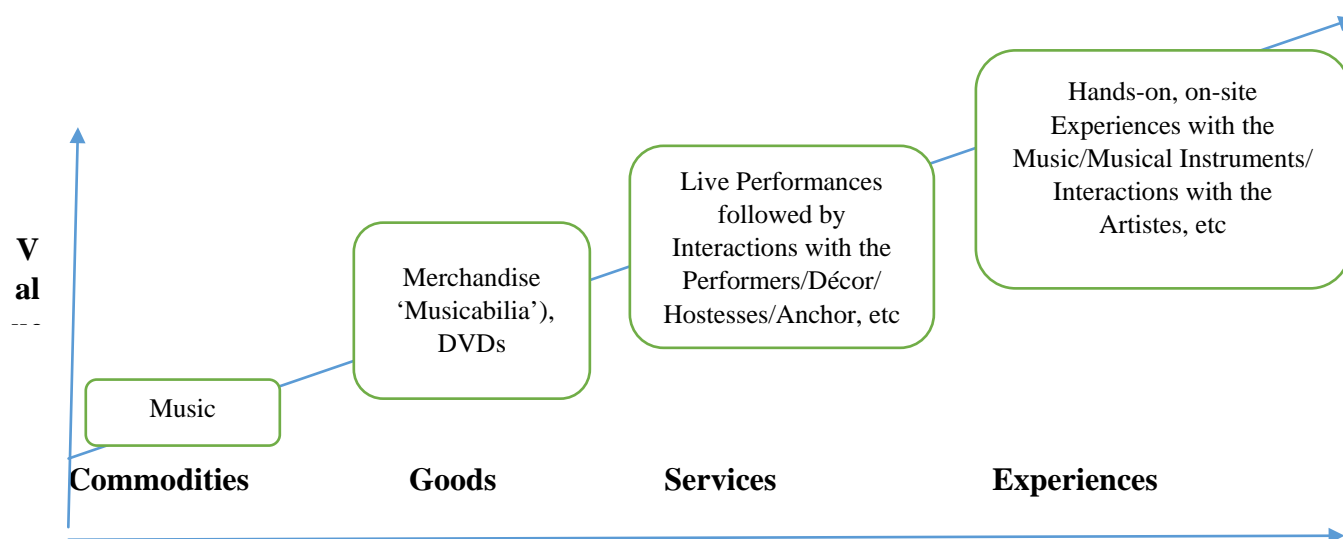 Hands-on, on-site
Experiences with the
Music/Musical Instruments/
Interactions with the
Artistes, etc
Live Performances
followed by
Interactions with the
Performers/Décor/
Hostesses/Anchor, etc
Merchandise
‘Musicabilia’),
DVDs
Music
V
al
Commodities
Goods
Services
Experiences